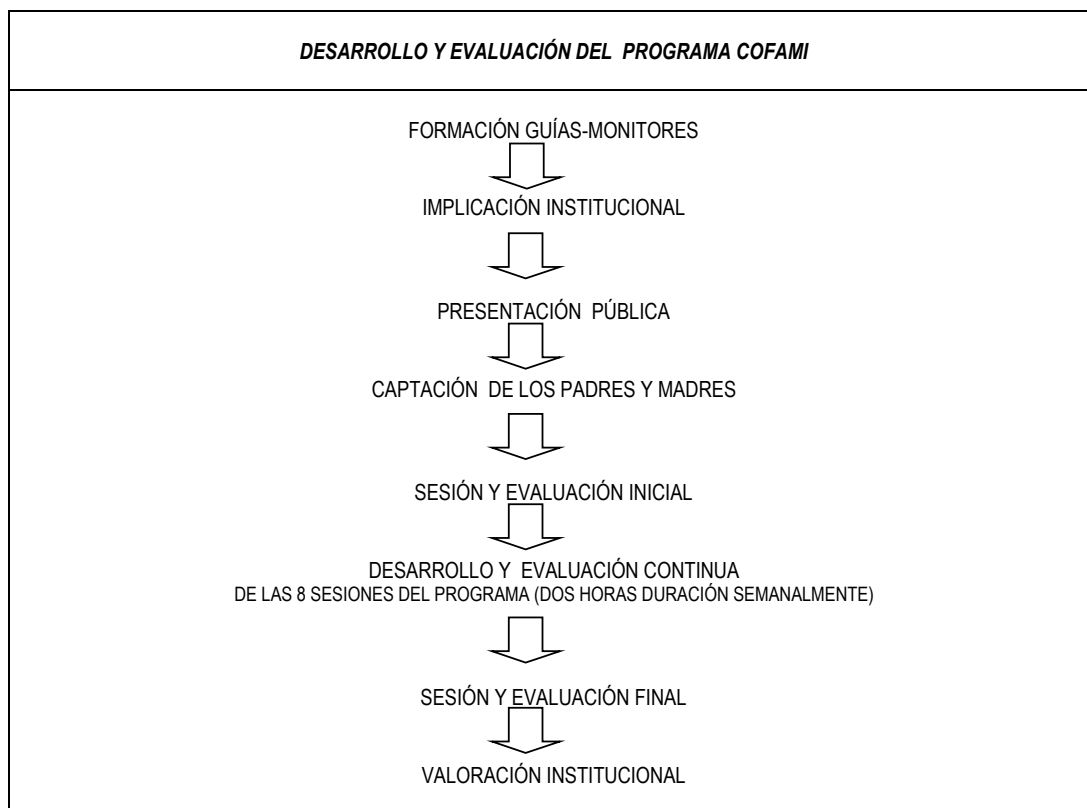 DESARROLLO Y EVALUACIÓN DEL PROGRAMA COFAMI
FORMACIÓN GUÍAS-MONITORES
IMPLICACIÓN INSTITUCIONAL
PRESENTACIÓN PÚBLICA
CAPTACIÓN DE LOS PADRES Y MADRES
SESIÓN Y EVALUACIÓN INICIAL
DESARROLLO Y EVALUACIÓN CONTINUA
DE LAS 8 SESIONES DEL PROGRAMA (DOS HORAS DURACIÓN SEMANALMENTE)
SESIÓN Y EVALUACIÓN FINAL
VALORACIÓN INSTITUCIONAL